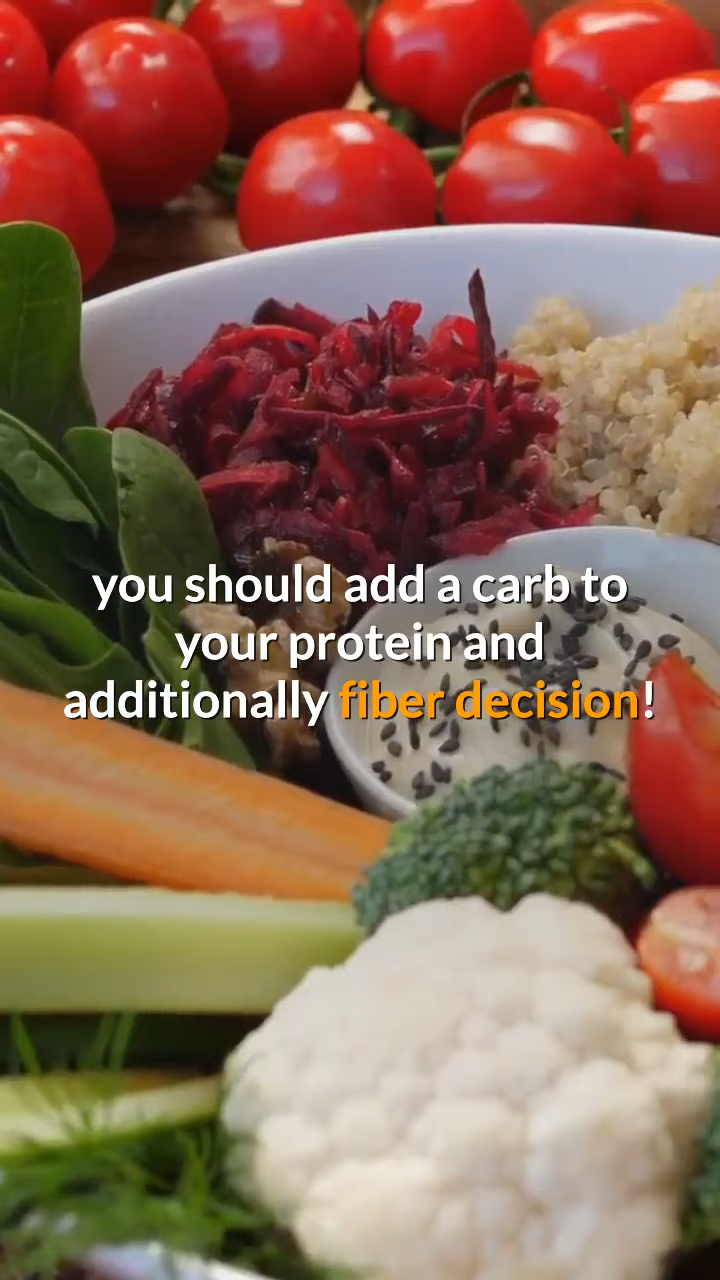 you should add a carb to
your protein and
additionally fiber decision!